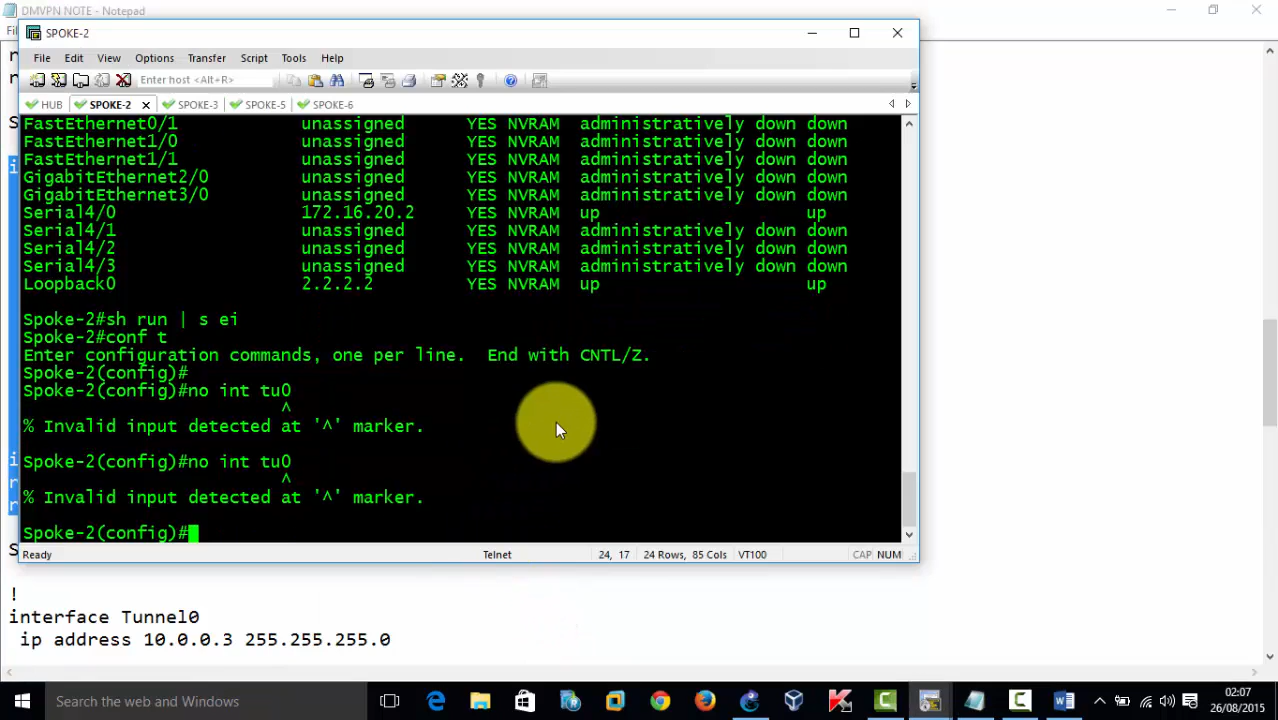 DMVPN NOTE - Notepad
SPOKE-2
File Edit View Options Transfer Script Tools Help
Enter host <Alt+R>
HUB SPOKE-2 SPOKE-3 SPOKE-5 SPOKE-6
FastEthernet0/1 unassigned YES NVRAM administratively down down
FastEthernet1/0 unassigned YES NVRAM administratively down down
FastEthernet1/1 unassigned YES NVRAM administratively down down
GigabitEthernet2/0 unassigned YES NVRAM administratively down down
GigabitEthernet3/0 unassigned YES NVRAM administratively down down
Serial4/0 172.16.20.2 YES NVRAM up up
Serial4/1 unassigned YES NVRAM administratively down down
Serial4/2 unassigned YES NVRAM administratively down down
Serial4/3 unassigned YES NVRAM administratively down down
Loopback0 2.2.2.2 YES NVRAM up up
Spoke-2#sh run | s ei
Spoke-2#conf t
Enter configuration commands, one per line. End with CNTL/Z.
Spoke-2(config)#
Spoke-2(config)#no int tu0
^
% Invalid input detected at '^' marker.
Spoke-2(config)#no int tu0
^
% Invalid input detected at '^' marker.
Spoke-2(config)#
Ready Telnet 24, 17 24 Rows, 85 Cols VT100 CAP NUM
!
interface Tunnel0
ip address 10.0.0.3 255.255.255.0
Search the web and Windows
02:07
26/08/2015